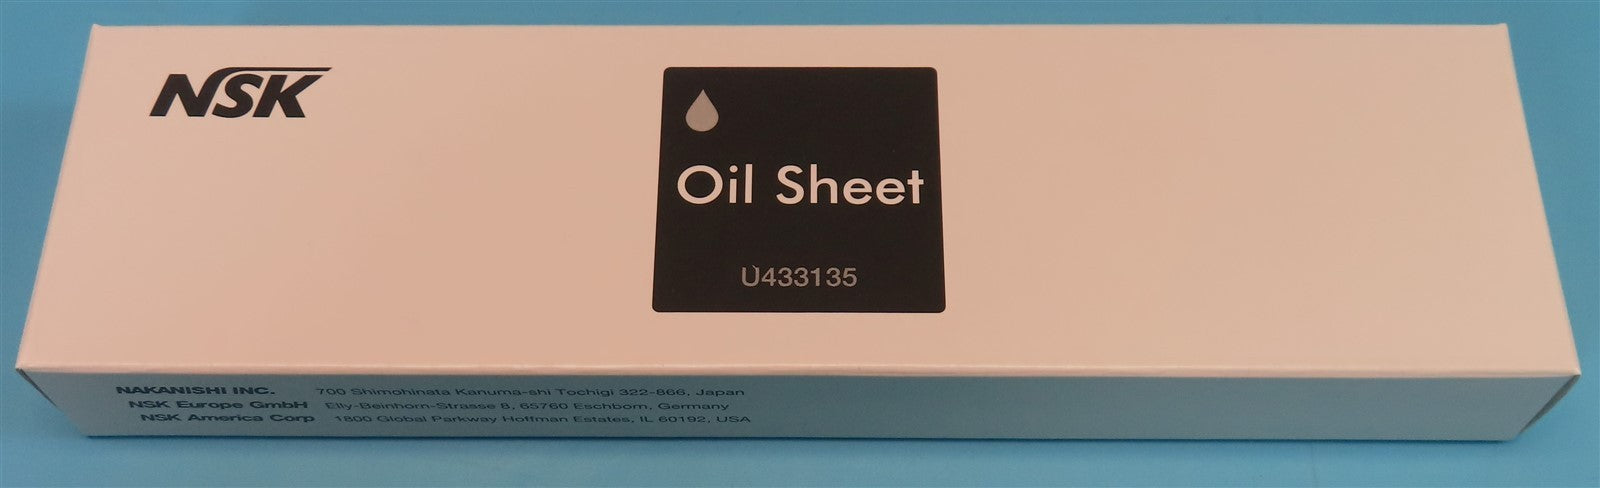 NSK
Oil Sheet
U433135
NAKANISHI INC. 700 Shimohinata Kanuma-shi Tochigi 322-866, Japan
NSK Europe GmbH Elly-Beinhorn-Strasse 8, 65760 Eschborn, Germany
NSK America Corp 1800 Global Parkway Hoffman Estates, IL 60192, USA